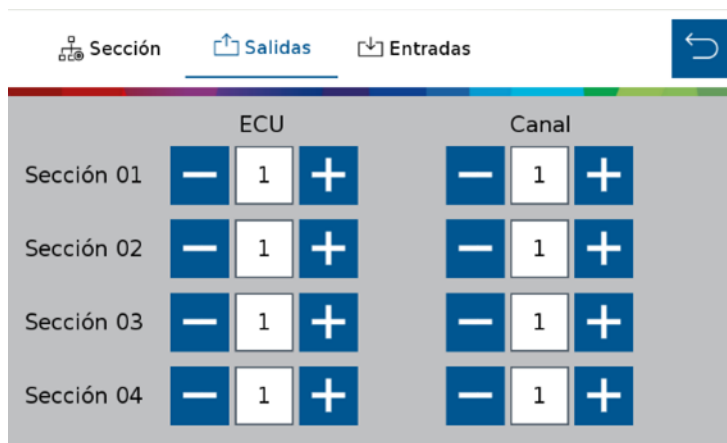 Sección Salidas Entradas
ECU Canal
Sección 01 − 1 + − 1 +
Sección 02 − 1 + − 1 +
Sección 03 − 1 + − 1 +
Sección 04 − 1 + − 1 +